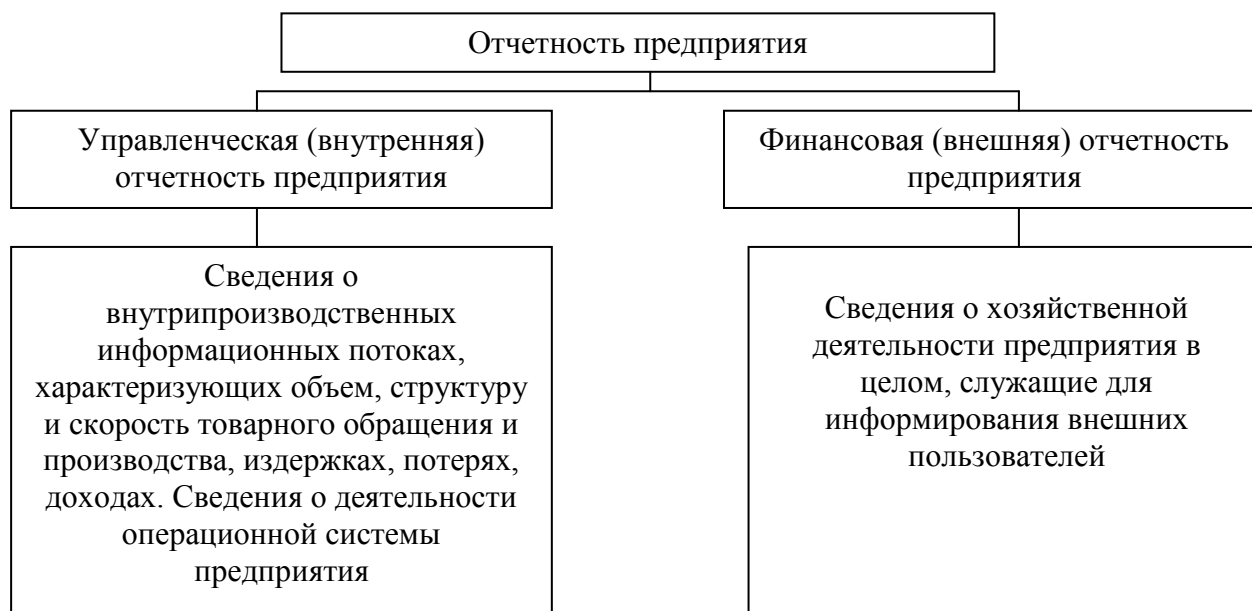 Отчетность предприятия
Управленческая (внутренняя)
отчетность предприятия
Финансовая (внешняя) отчетность
предприятия
Сведения о
внутрипроизводственных
информационных потоках,
характеризующих объем, структуру
и скорость товарного обращения и
производства, издержках, потерях,
доходах. Сведения о деятельности
операционной системы
предприятия
Сведения о хозяйственной
деятельности предприятия в
целом, служащие для
информирования внешних
пользователей